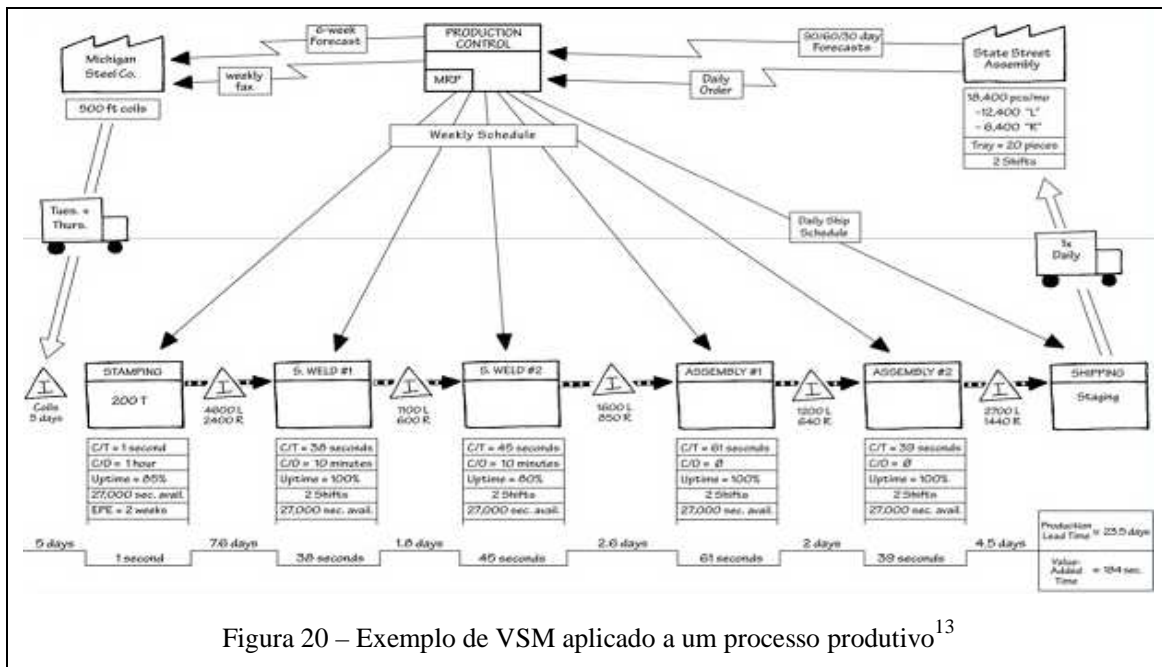 Michigan
Steel Co.
500 ft coils
6-week
Forecast
weekly
fax
PRODUCTION
CONTROL
MRP
90/60/30 day
Forecasts
Daily
Order
State Street
Assembly
18,400 pcs/mo
-12,400 "L"
- 6,400 "R"
Tray = 20 pieces
2 Shifts
Weekly Schedule
Tues. +
Thurs.
Daily Ship
Schedule
1x
Daily
I
Coils
5 days
STAMPING
200 T
I
4600 L
2400 R
S. WELD #1
I
1100 L
600 R
S. WELD #2
I
1600 L
850 R
ASSEMBLY #1
I
1200 L
640 R
ASSEMBLY #2
I
2700 L
1440 R
SHIPPING
Staging
C/T = 1 second
C/O = 1 hour
Uptime = 85%
27,000 sec. avail.
EPE = 2 weeks
C/T = 38 seconds
C/O = 10 minutes
Uptime = 100%
2 Shifts
27,000 sec. avail.
C/T = 45 seconds
C/O = 10 minutes
Uptime = 80%
2 Shifts
27,000 sec. avail.
C/T = 61 seconds
C/O = Ø
Uptime = 100%
2 Shifts
27,000 sec. avail.
C/T = 39 seconds
C/O = Ø
Uptime = 100%
2 Shifts
27,000 sec. avail.
5 days
1 second
7.6 days
38 seconds
1.8 days
45 seconds
2.6 days
61 seconds
2 days
39 seconds
4.5 days
Production
Lead Time = 23.5 days
Value-
Added = 184 sec.
Time
Figura 20 – Exemplo de VSM aplicado a um processo produtivo13